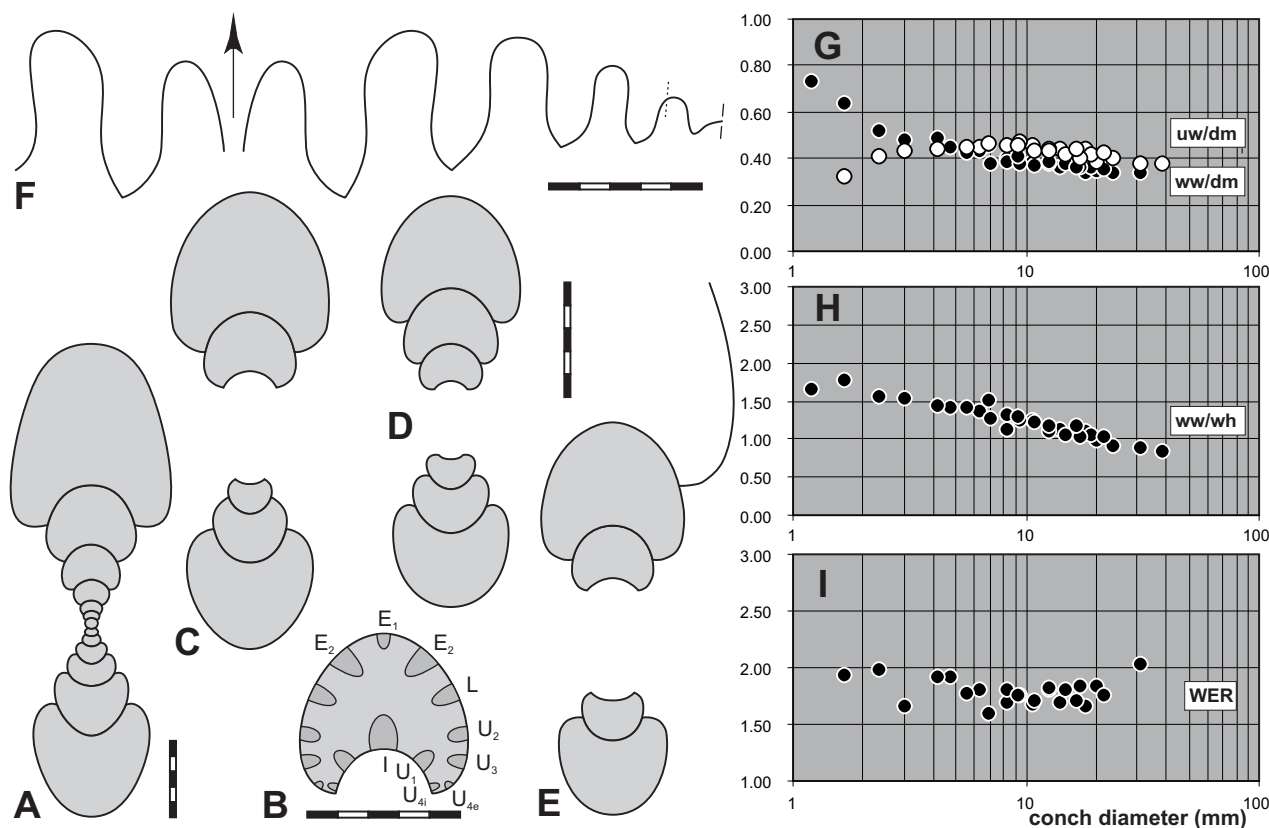 F
A
C
D
B
E
E₁
E₂ E₂
L
U₂
U₃
I U₁
U₄ᵢ U₄ₑ
G
1.00
0.80
0.60
0.40
0.20
0.00
uw/dm
ww/dm
1 10 100
H
3.00
2.50
2.00
1.50
1.00
0.50
0.00
ww/wh
1 10 100
I
3.00
2.50
2.00
1.50
1.00
WER
1 10 100
conch diameter (mm)